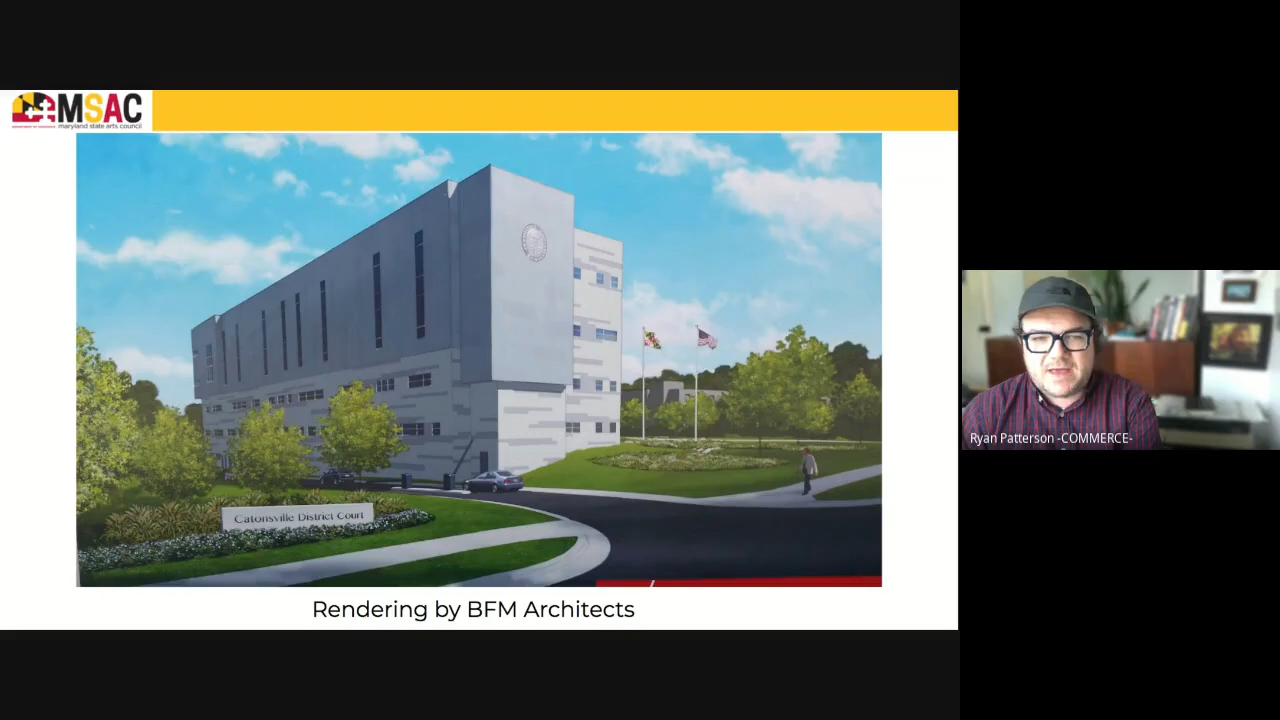 MSAC
maryland state arts council
Catonsville District Court
Rendering by BFM Architects
Ryan Patterson -COMMERCE-